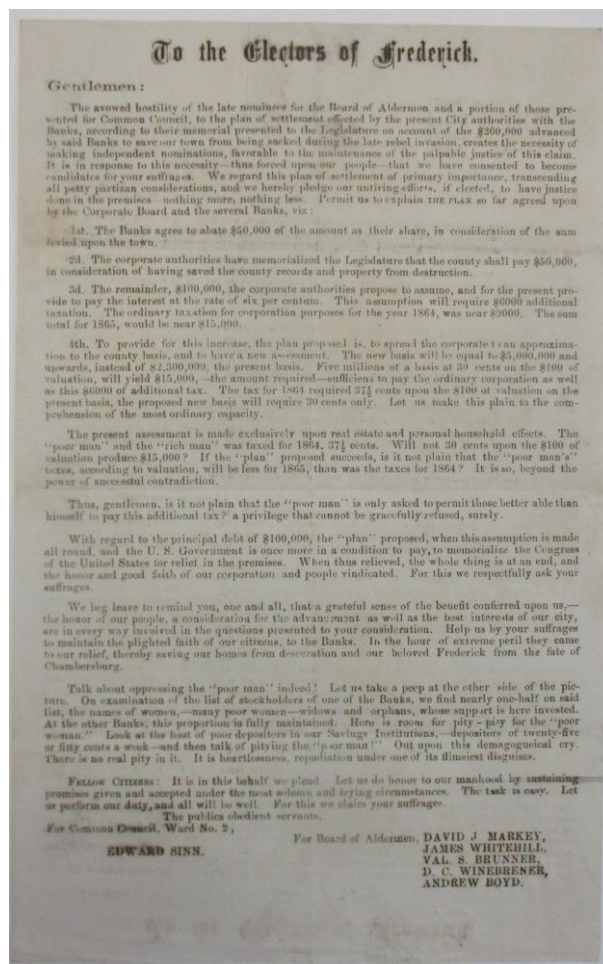 To the Electors of Frederick.
Gentlemen:
The avowed hostility of the late nominees for the Board of Aldermen and a portion of those pre-
sented for Common Council, to the plan of settlement effected by the present City authorities with the
Banks, according to their memorial presented to the Legislature on account of the $200,000 advanced
by said Banks to save our town from being sacked during the late rebel invasion, creates the necessity of
making independent nominations, favorable to the maintenance of the palpable justice of this claim.
It is in response to this necessity—thus forced upon our people—that we have consented to become
candidates for your suffrages. We regard this plan of settlement of primary importance, transcending
all petty partizan considerations, and we hereby pledge our untiring efforts, if elected, to have justice
done in the premises—nothing more, nothing less. Permit us to explain THE PLAN so far agreed upon
by the Corporate Board and the several Banks, viz:
1st. The Banks agree to abate $50,000 of the amount as their share, in consideration of the sum
levied upon the town.
2d. The corporate authorities have memorialized the Legislature that the county shall pay $50,000,
in consideration of having saved the county records and property from destruction.
3d. The remainder, $100,000, the corporate authorities propose to assume, and for the present pro-
vide to pay the interest at the rate of six per centum. This assumption will require $6000 additional
taxation. The ordinary taxation for corporation purposes for the year 1864, was near $9000. The sum
total for 1865, would be near $15,000.
4th. To provide for this increase, the plan proposed is, to spread the corporate to an approxima-
tion to the county basis, and to have a new assessment. The new basis will be equal to $5,000,000 and
upwards, instead of $2,300,000, the present basis. Five millions of a basis at 30 cents on the $100 of
valuation, will yield $15,000,—the amount required—sufficient to pay the ordinary corporation as well
as this $6000 of additional tax. The tax for 1864 required 37½ cents upon the $100 of valuation on the
present basis, the proposed new basis will require 30 cents only. Let us make this plain to the com-
prehension of the most ordinary capacity.
The present assessment is made exclusively upon real estate and personal household effects. The
"poor man" and the "rich man" was taxed for 1864, 37½ cents. Will not 30 cents upon the $100 of
valuation produce $15,000? If the "plan" proposed succeeds, is it not plain that the "poor man's"
taxes, according to valuation, will be less for 1865, than was the taxes for 1864? It is so, beyond the
power of successful contradiction.
Thus, gentlemen, is it not plain that the "poor man" is only asked to permit those better able than
himself to pay this additional tax? a privilege that cannot be gracefully refused, surely.
With regard to the principal debt of $100,000, the "plan" proposed, when this assumption is made
all round, and the U. S. Government is once more in a condition to pay, to memorialize the Congress
of the United States for relief in the premises. When thus relieved, the whole thing is at an end, and
the honor and good faith of our corporation and people vindicated. For this we respectfully ask your
suffrages.
We beg leave to remind you, one and all, that a grateful sense of the benefit conferred upon us,—
the honor of our people, a consideration for the advancement as well as the best interests of our city,
are in every way involved in the questions presented to your consideration. Help us by your suffrages
to maintain the plighted faith of our citizens, to the Banks. In the hour of extreme peril they came
to our relief, thereby saving our homes from desecration and our beloved Frederick from the fate of
Chambersburg.
Talk about oppressing the "poor man" indeed! Let us take a peep at the other side of the pic-
ture. On examination of the list of stockholders of one of the Banks, we find nearly one-half on said
list, the names of women,—many poor women—widows and orphans, whose support is here invested.
At the other Banks, this proportion is fully maintained. Here is room for pity—pity for the "poor
woman." Look at the host of poor depositors in our Savings Institutions,—depositors of twenty-five
or fifty cents a week—and then talk of pitying the "poor man!" Out upon this demagogueical cry.
There is no real pity in it. It is heartlessness, repudiation under one of its flimsiest disguises.
FELLOW CITIZENS: It is in this behalf we plead. Let us do honor to our manhood by sustaining
promises given and accepted under the most solemn and trying circumstances. The task is easy. Let
us perform our duty, and all will be well. For this we claim your suffrages.
The publics obedient servants,
For Common Council, Ward No. 2,
EDWARD SINN.
For Board of Aldermen, DAVID J MARKEY,
JAMES WHITEHILL,
VAL. S. BRUNNER,
D. C. WINEBRENER,
ANDREW BOYD.